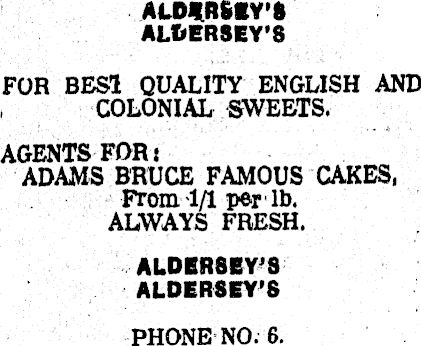 ALDERSEY'S
ALDERSEY'S
FOR BEST QUALITY ENGLISH AND
COLONIAL SWEETS.
AGENTS FOR:
ADAMS BRUCE FAMOUS CAKES,
From 1/1 per lb.
ALWAYS FRESH.
ALDERSEY'S
ALDERSEY'S
PHONE NO. 6.